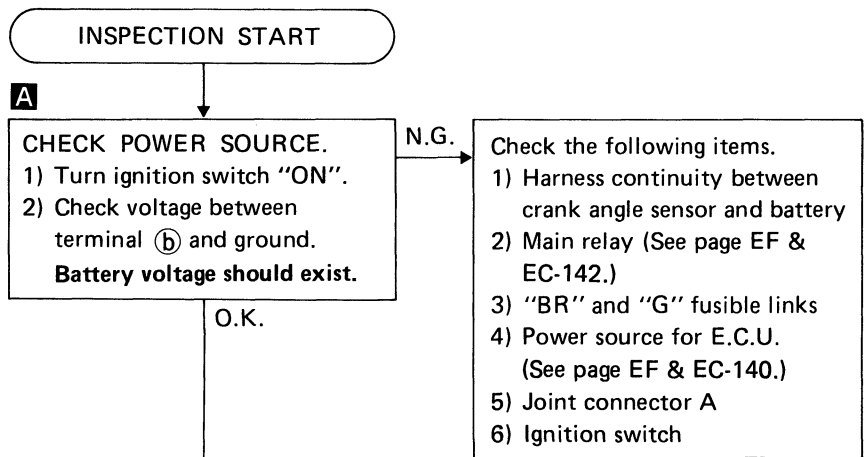 INSPECTION START
A
CHECK POWER SOURCE.
1) Turn ignition switch "ON".
2) Check voltage between
terminal ⓑ and ground.
Battery voltage should exist.
N.G.
O.K.
Check the following items.
1) Harness continuity between
crank angle sensor and battery
2) Main relay (See page EF &
EC-142.)
3) "BR" and "G" fusible links
4) Power source for E.C.U.
(See page EF & EC-140.)
5) Joint connector A
6) Ignition switch